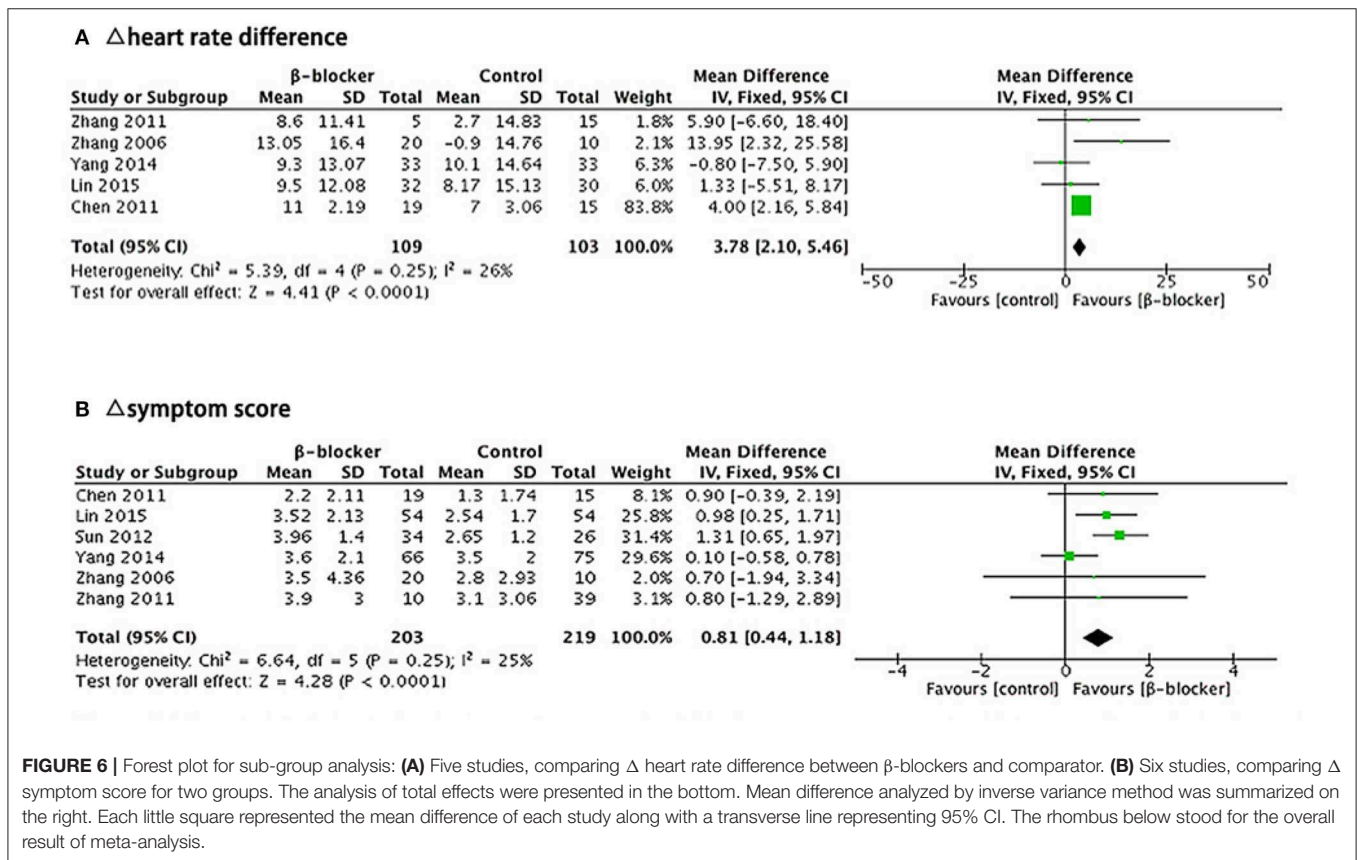 A △heart rate difference
β-blocker Control Mean Difference Mean Difference
Study or Subgroup Mean SD Total Mean SD Total Weight IV, Fixed, 95% CI IV, Fixed, 95% CI
Zhang 2011 8.6 11.41 5 2.7 14.83 15 1.8% 5.90 [-6.60, 18.40]
Zhang 2006 13.05 16.4 20 -0.9 14.76 10 2.1% 13.95 [2.32, 25.58]
Yang 2014 9.3 13.07 33 10.1 14.64 33 6.3% -0.80 [-7.50, 5.90]
Lin 2015 9.5 12.08 32 8.17 15.13 30 6.0% 1.33 [-5.51, 8.17]
Chen 2011 11 2.19 19 7 3.06 15 83.8% 4.00 [2.16, 5.84]
Total (95% CI) 109 103 100.0% 3.78 [2.10, 5.46]
Heterogeneity: Chi² = 5.39, df = 4 (P = 0.25); I² = 26%
Test for overall effect: Z = 4.41 (P < 0.0001)
-50 -25 0 25 50
Favours [control] Favours [β-blocker]
B △symptom score
β-blocker Control Mean Difference Mean Difference
Study or Subgroup Mean SD Total Mean SD Total Weight IV, Fixed, 95% CI IV, Fixed, 95% CI
Chen 2011 2.2 2.11 19 1.3 1.74 15 8.1% 0.90 [-0.39, 2.19]
Lin 2015 3.52 2.13 54 2.54 1.7 54 25.8% 0.98 [0.25, 1.71]
Sun 2012 3.96 1.4 34 2.65 1.2 26 31.4% 1.31 [0.65, 1.97]
Yang 2014 3.6 2.1 66 3.5 2 75 29.6% 0.10 [-0.58, 0.78]
Zhang 2006 3.5 4.36 20 2.8 2.93 10 2.0% 0.70 [-1.94, 3.34]
Zhang 2011 3.9 3 10 3.1 3.06 39 3.1% 0.80 [-1.29, 2.89]
Total (95% CI) 203 219 100.0% 0.81 [0.44, 1.18]
Heterogeneity: Chi² = 6.64, df = 5 (P = 0.25); I² = 25%
Test for overall effect: Z = 4.28 (P < 0.0001)
-4 -2 0 2 4
Favours [control] Favours [β-blocker]
FIGURE 6 | Forest plot for sub-group analysis: (A) Five studies, comparing Δ heart rate difference between β-blockers and comparator. (B) Six studies, comparing Δ
symptom score for two groups. The analysis of total effects were presented in the bottom. Mean difference analyzed by inverse variance method was summarized on
the right. Each little square represented the mean difference of each study along with a transverse line representing 95% CI. The rhombus below stood for the overall
result of meta-analysis.